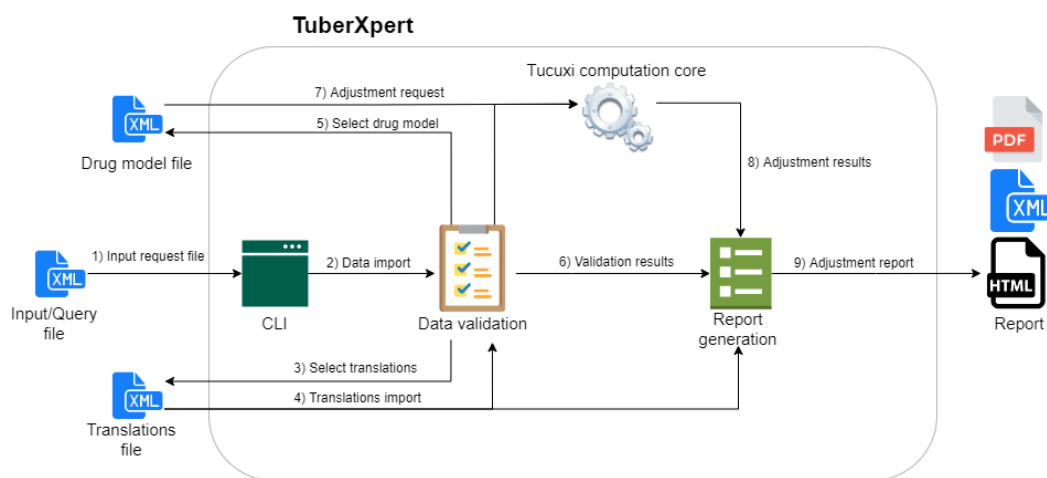 TuberXpert
Tucuxi computation core
7) Adjustment request
XML
5) Select drug model
PDF
Drug model file
8) Adjustment results
XML
1) Input request file
2) Data import
6) Validation results
9) Adjustment report
XML
HTML
Input/Query
file
CLI
Data validation
Report
generation
Report
3) Select translations
XML
4) Translations import
Translations
file